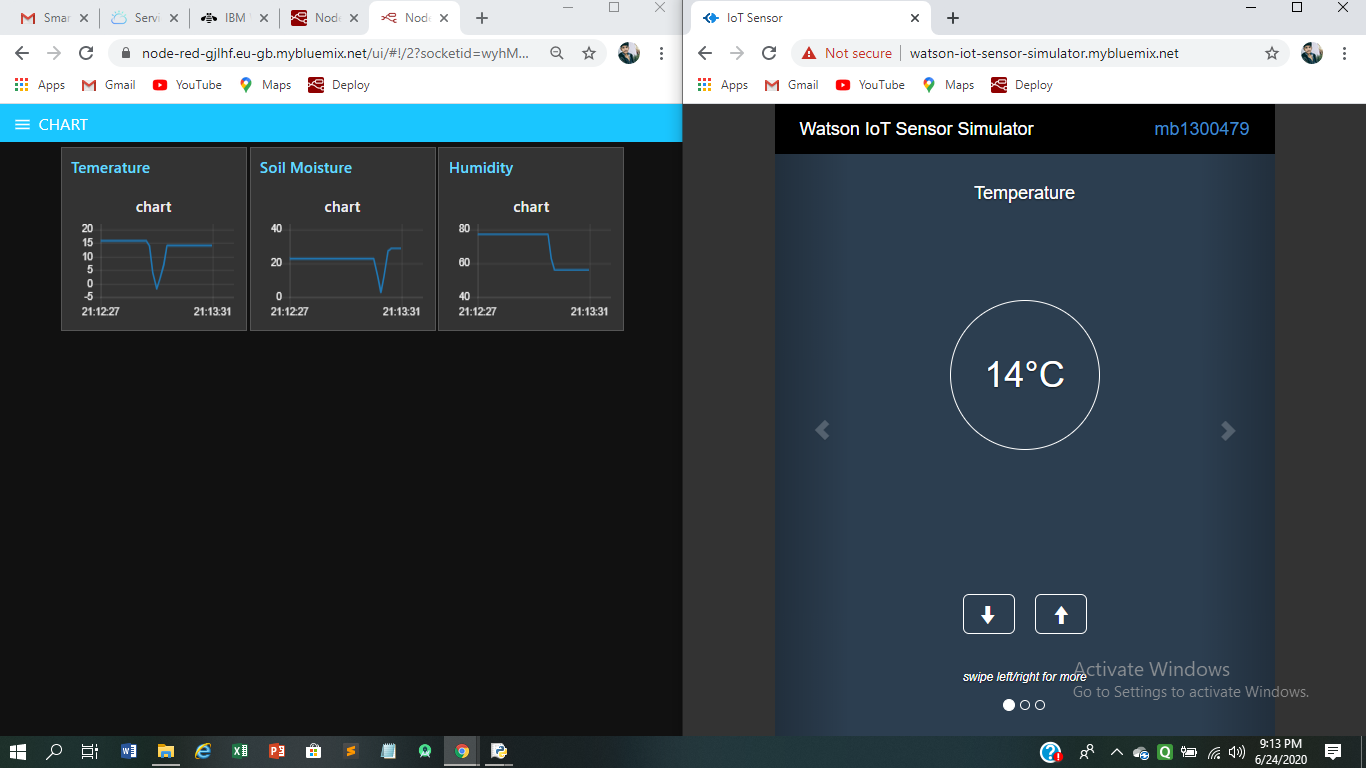 Smar
Servi
IBM
Node
Node
node-red-gjlhf.eu-gb.mybluemix.net/ui/#!/2?socketid=wyhM...
Apps
Gmail
YouTube
Maps
Deploy
CHART
Temerature
chart
20
15
10
5
0
-5
21:12:27
21:13:31
Soil Moisture
chart
40
20
0
21:12:27
21:13:31
Humidity
chart
80
60
40
21:12:27
21:13:31
IoT Sensor
Not secure
watson-iot-sensor-simulator.mybluemix.net
Apps
Gmail
YouTube
Maps
Deploy
Watson IoT Sensor Simulator
mb1300479
Temperature
14°C
swipe left/right for more
Activate Windows
Go to Settings to activate Windows.
9:13 PM
6/24/2020